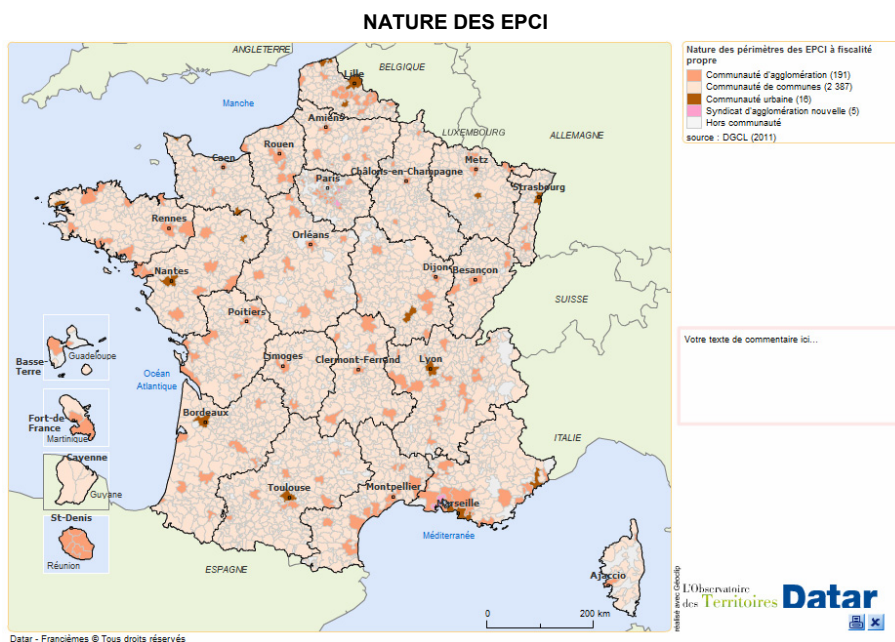 NATURE DES EPCI
Nature des périmètres des EPCI à fiscalité
propre
Communauté d'agglomération (191)
Communauté de communes (2 387)
Communauté urbaine (16)
Syndicat d'agglomération nouvelle (5)
Hors communauté
source : DGCL (2011)
ANGLETERRE
BELGIQUE
Lille
Manche
Amiens
LUXEMBOURG
ALLEMAGNE
Rouen
Caen
Metz
Paris
Châlons-en-Champagne
Strasbourg
Rennes
Orléans
Nantes
Dijon
Besançon
SUISSE
Poitiers
Votre texte de commentaire ici...
Guadeloupe
Basse-
Terre
Limoges
Clermont-Ferrand
Lyon
Océan
Atlantique
Bordeaux
Fort-de
France
Martinique
ITALIE
Cayenne
Guyane
Toulouse
Montpellier
Marseille
St-Denis
Méditerranée
Réunion
ESPAGNE
Ajaccio
0
200 km
réalisé avec Géoclip
L'Observatoire
des Territoires
Datar
Datar - Francièmes © Tous droits réservés